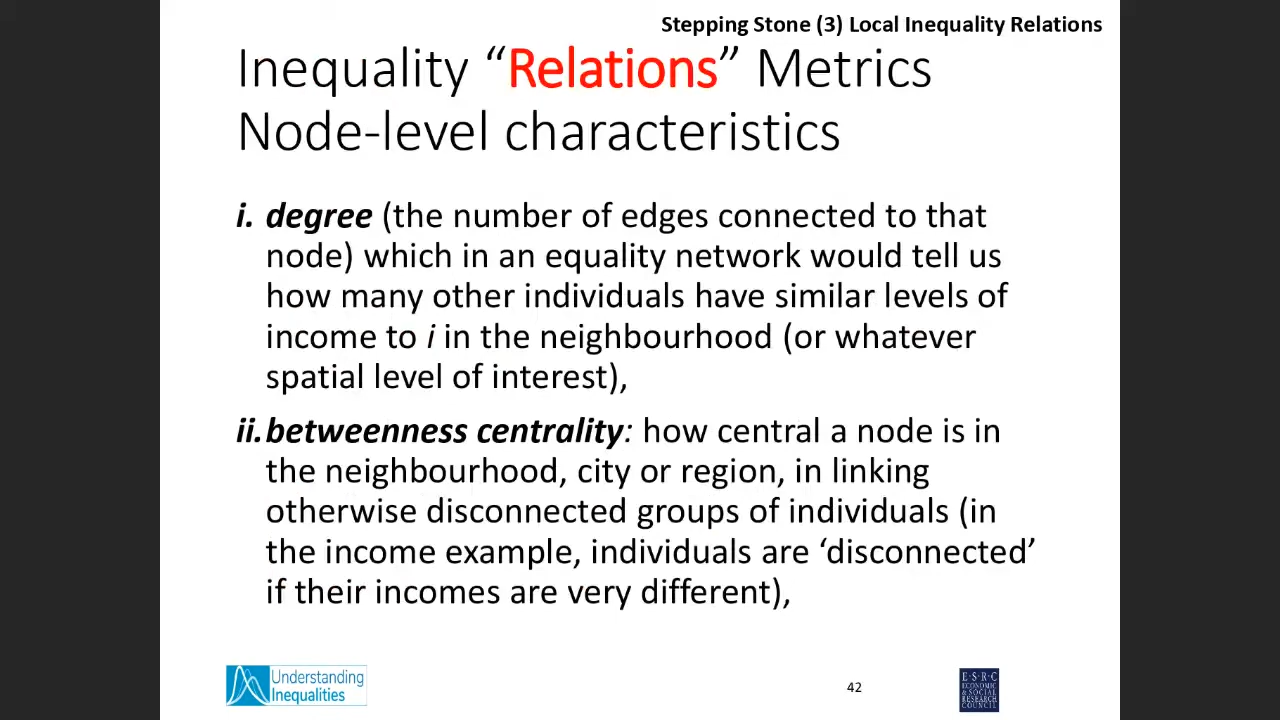 Stepping Stone (3) Local Inequality Relations
Inequality “Relations” Metrics
Node-level characteristics
i. degree (the number of edges connected to that
node) which in an equality network would tell us
how many other individuals have similar levels of
income to i in the neighbourhood (or whatever
spatial level of interest),
ii. betweenness centrality: how central a node is in
the neighbourhood, city or region, in linking
otherwise disconnected groups of individuals (in
the income example, individuals are ‘disconnected’
if their incomes are very different),
Understanding
Inequalities
42
E·S·R·C
ECONOMIC
& SOCIAL
RESEARCH
COUNCIL